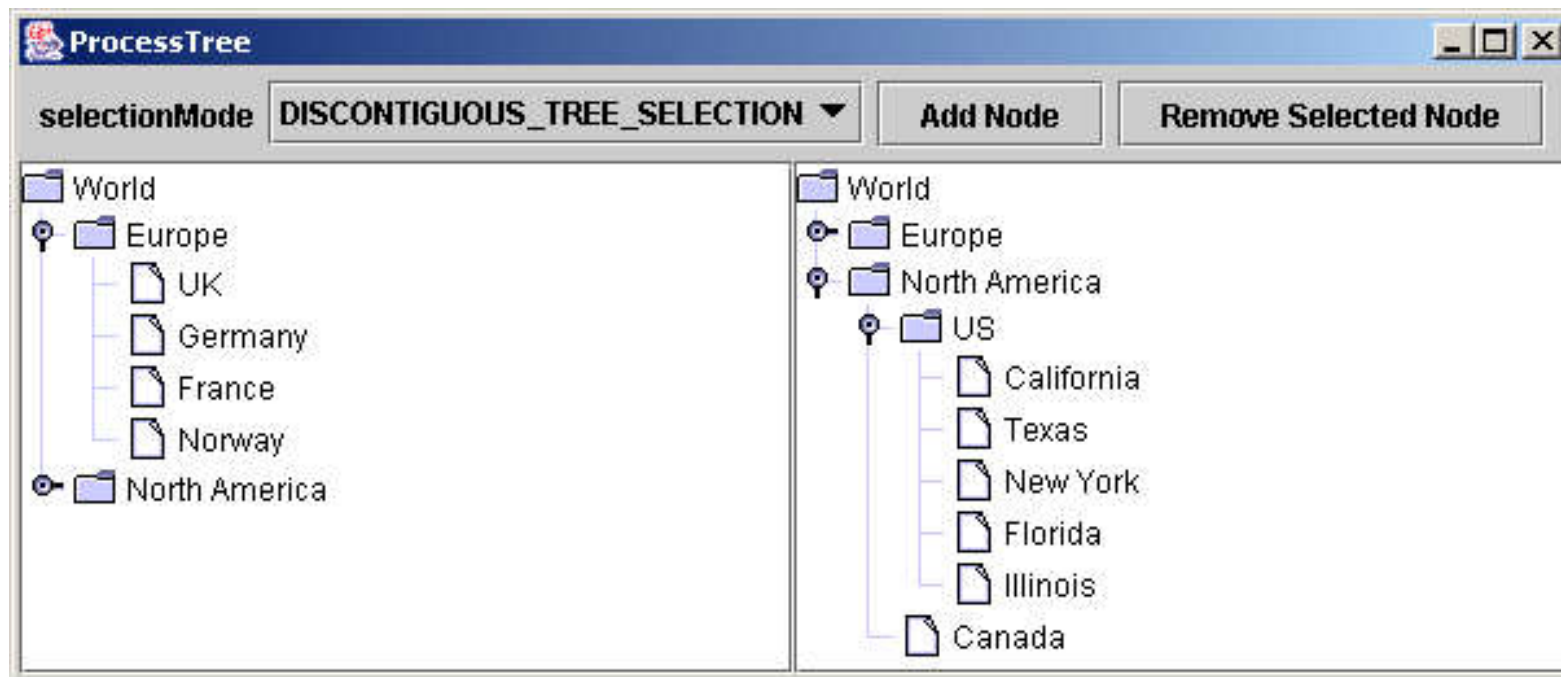 ProcessTree
selectionMode DISCONTIGUOUS_TREE_SELECTION Add Node Remove Selected Node
World
Europe
UK
Germany
France
Norway
North America
World
Europe
North America
US
California
Texas
New York
Florida
Illinois
Canada